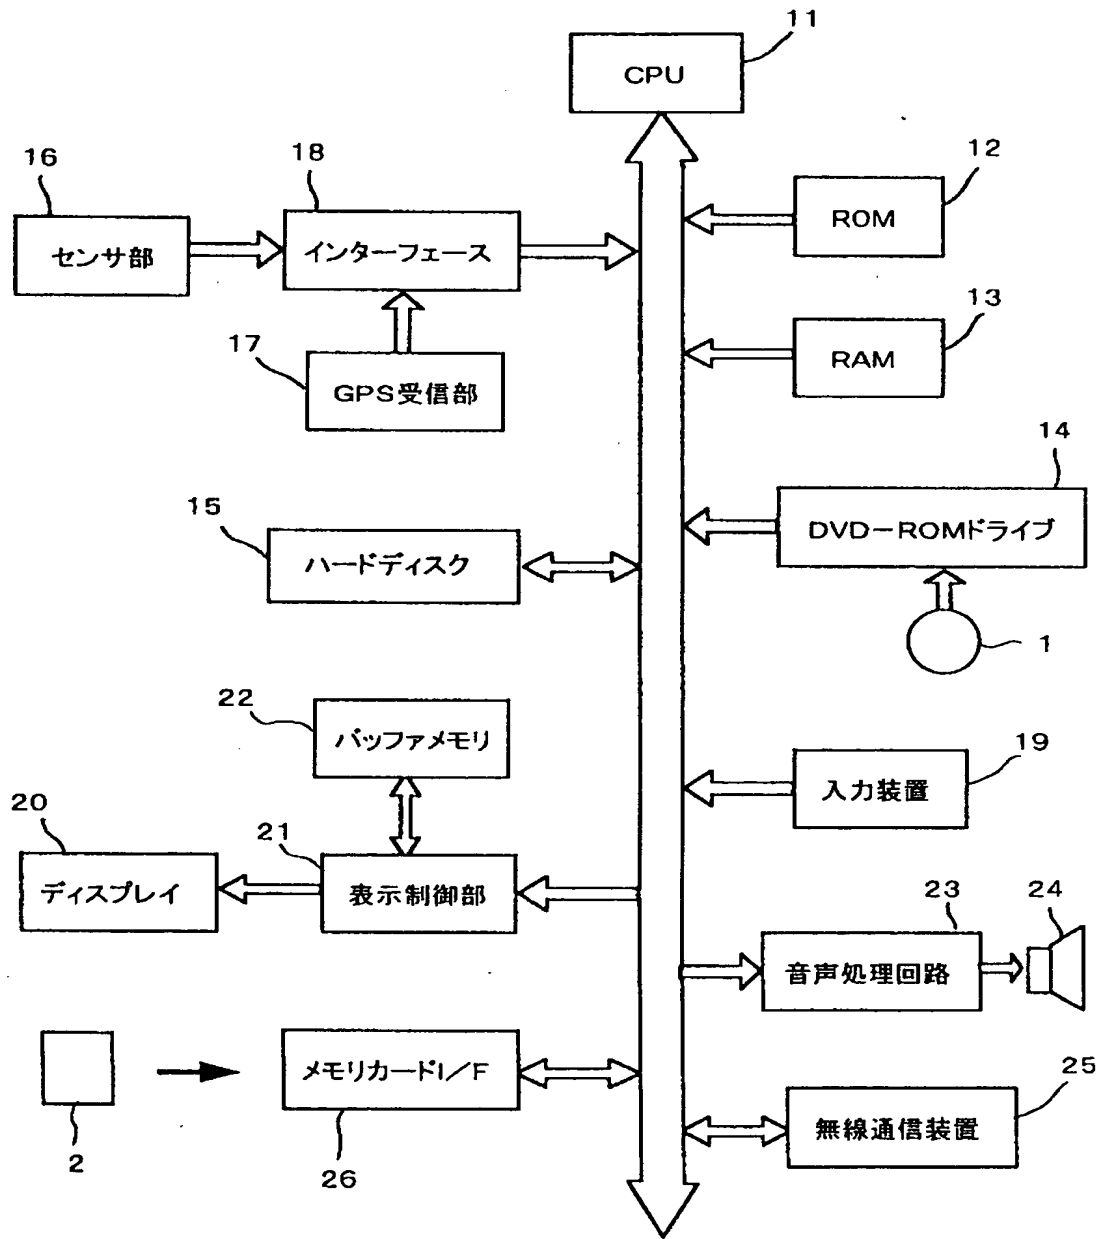 11
CPU
16
18
12
センサ部
インターフェース
ROM
17
13
GPS受信部
RAM
14
15
DVD－ROMドライブ
ハードディスク
1
22
バッファメモリ
19
入力装置
20
21
ディスプレイ
表示制御部
23
24
音声処理回路
2
メモリカードI／F
26
25
無線通信装置